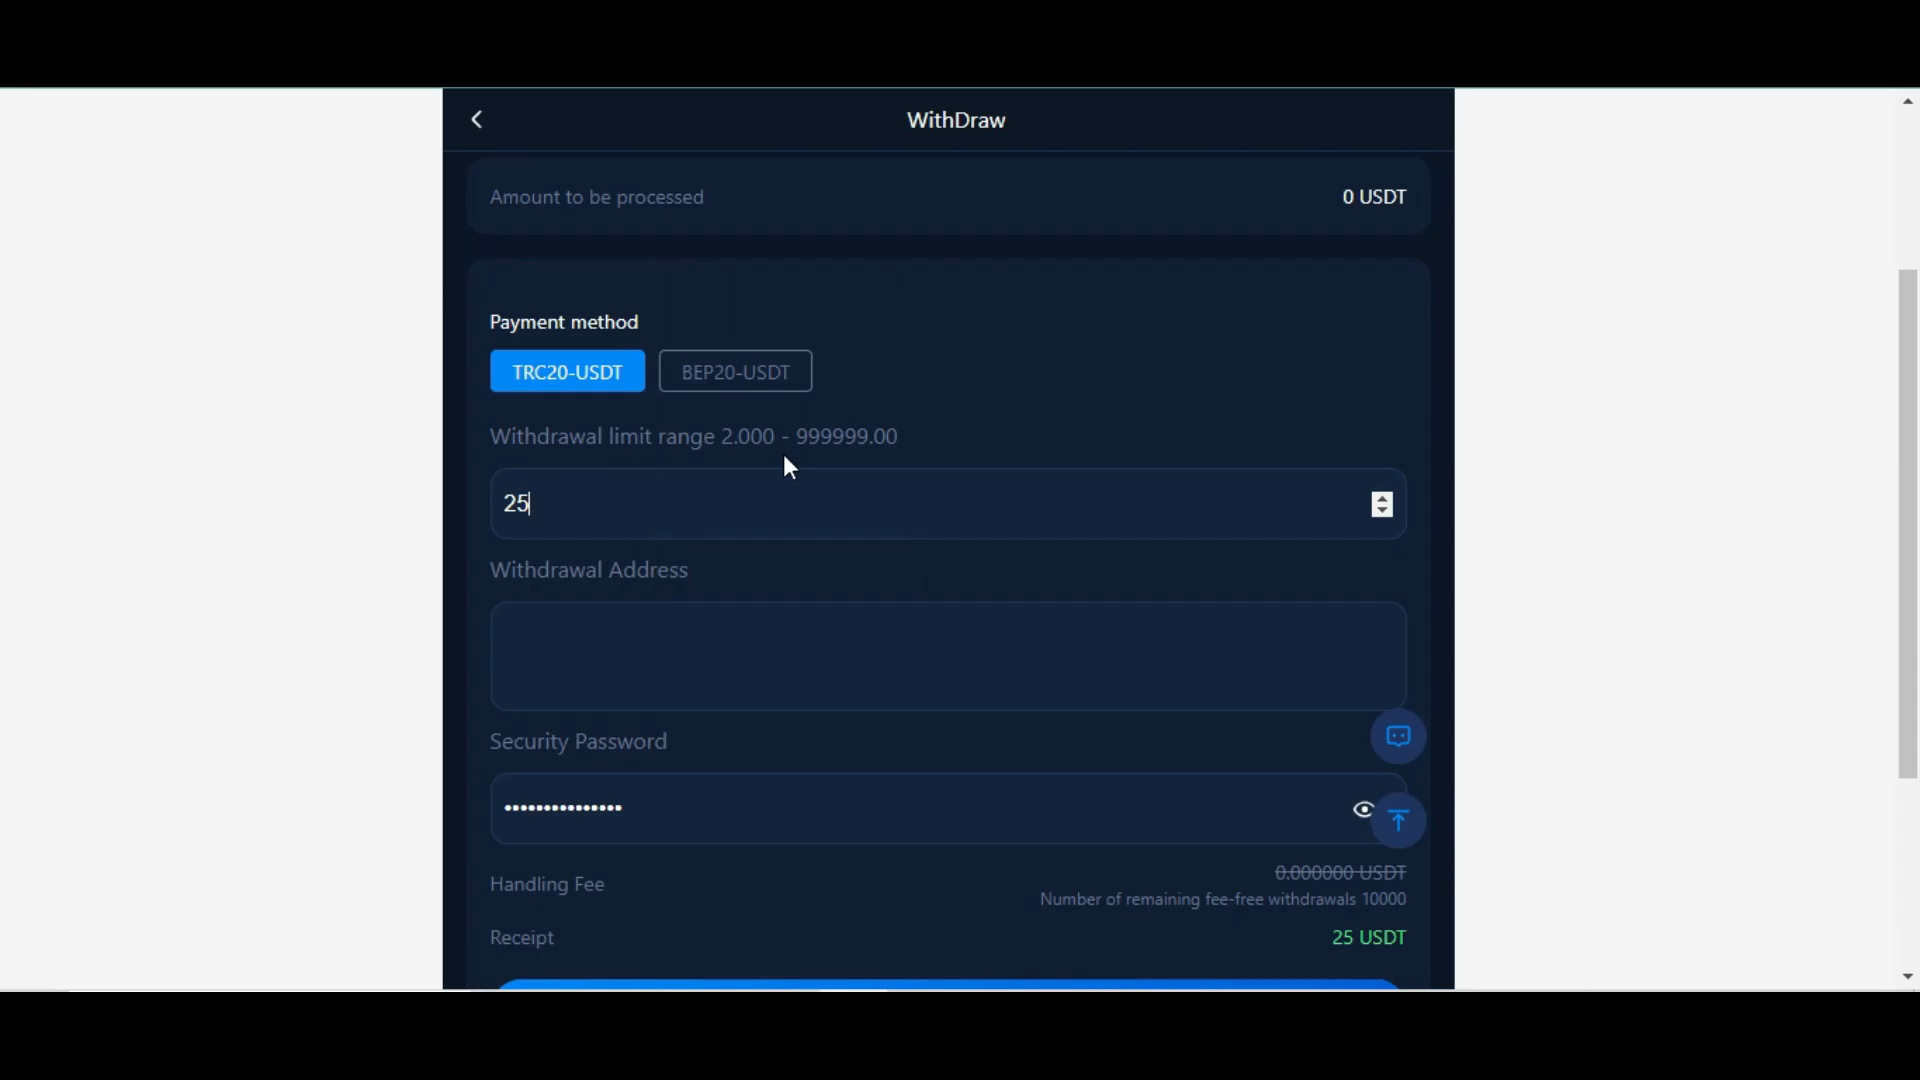 WithDraw
Amount to be processed 0 USDT
Payment method
TRC20-USDT BEP20-USDT
Withdrawal limit range 2.000 - 999999.00
25
Withdrawal Address
Security Password
•••••••••••••••
0.000000 USDT
Handling Fee
Number of remaining fee-free withdrawals 10000
Receipt 25 USDT